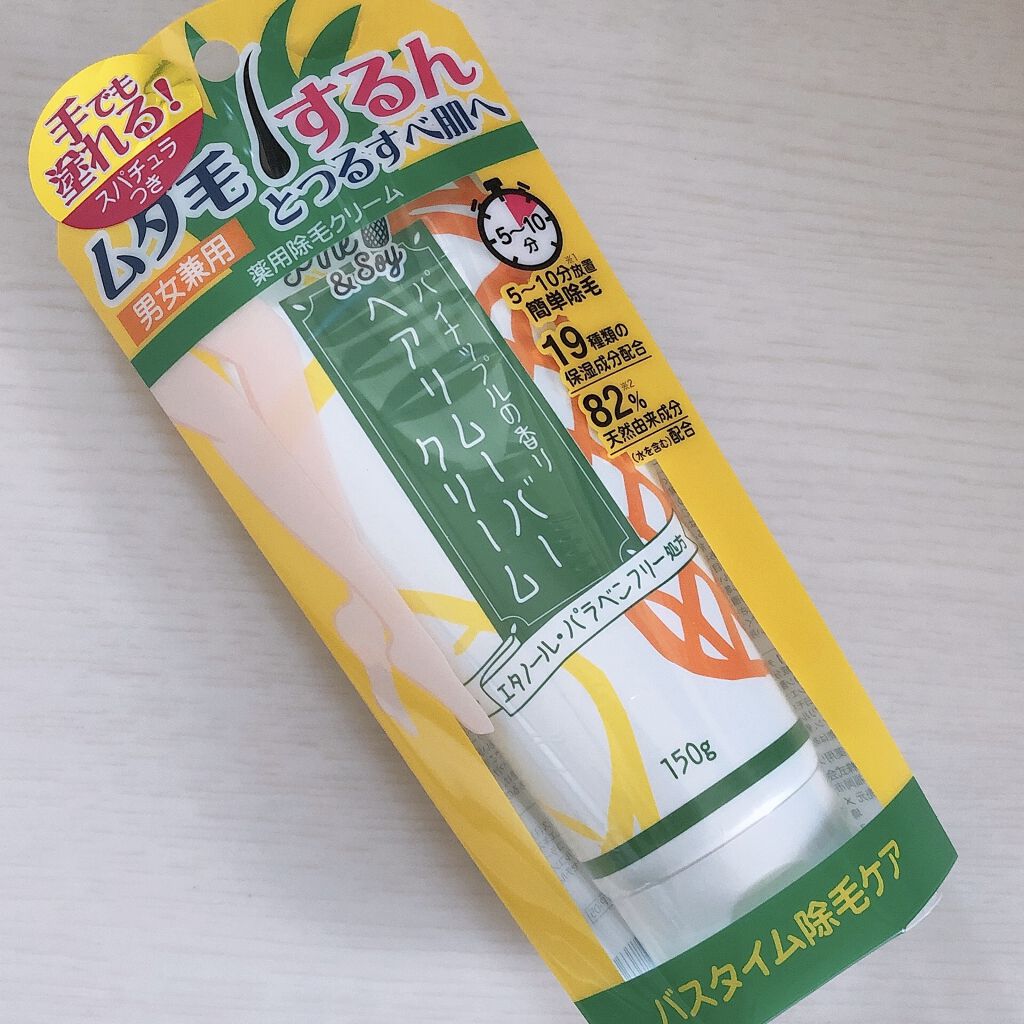 手でも
塗れる!
スパチュラ
つき
ムダ毛
するん
とつるすべ肌へ
男女兼用
薬用除毛クリーム
& Soy
パイナップルの香り
ヘアリムーバー
クリーム
5〜10
分
※1
5〜10分放置
簡単除毛
19種類の
保湿成分配合
※2
82%
天然由来成分
(水を含む)配合
エタノール・パラベンフリー処方
150g
バスタイム除毛ケア